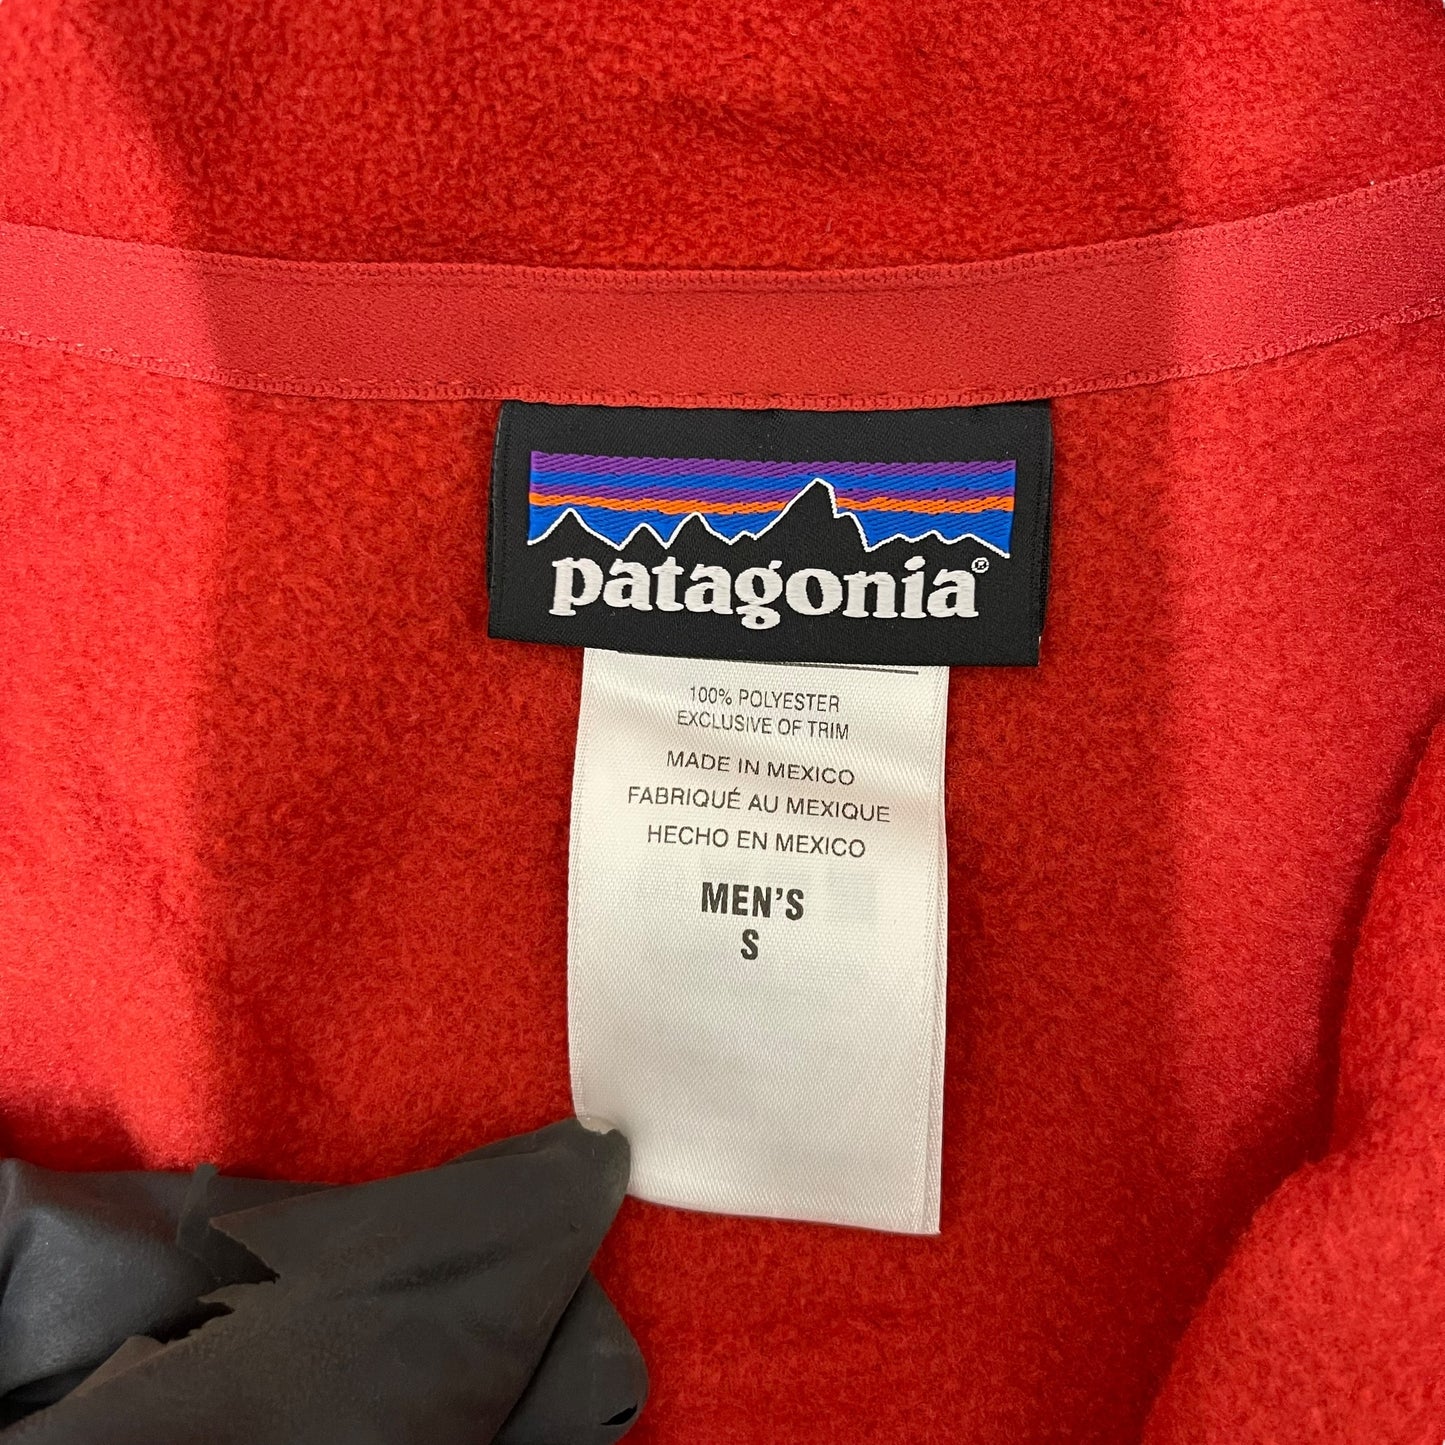 patagonia®
100% POLYESTER
EXCLUSIVE OF TRIM
MADE IN MEXICO
FABRIQUÉ AU MEXIQUE
HECHO EN MEXICO
MEN'S
S